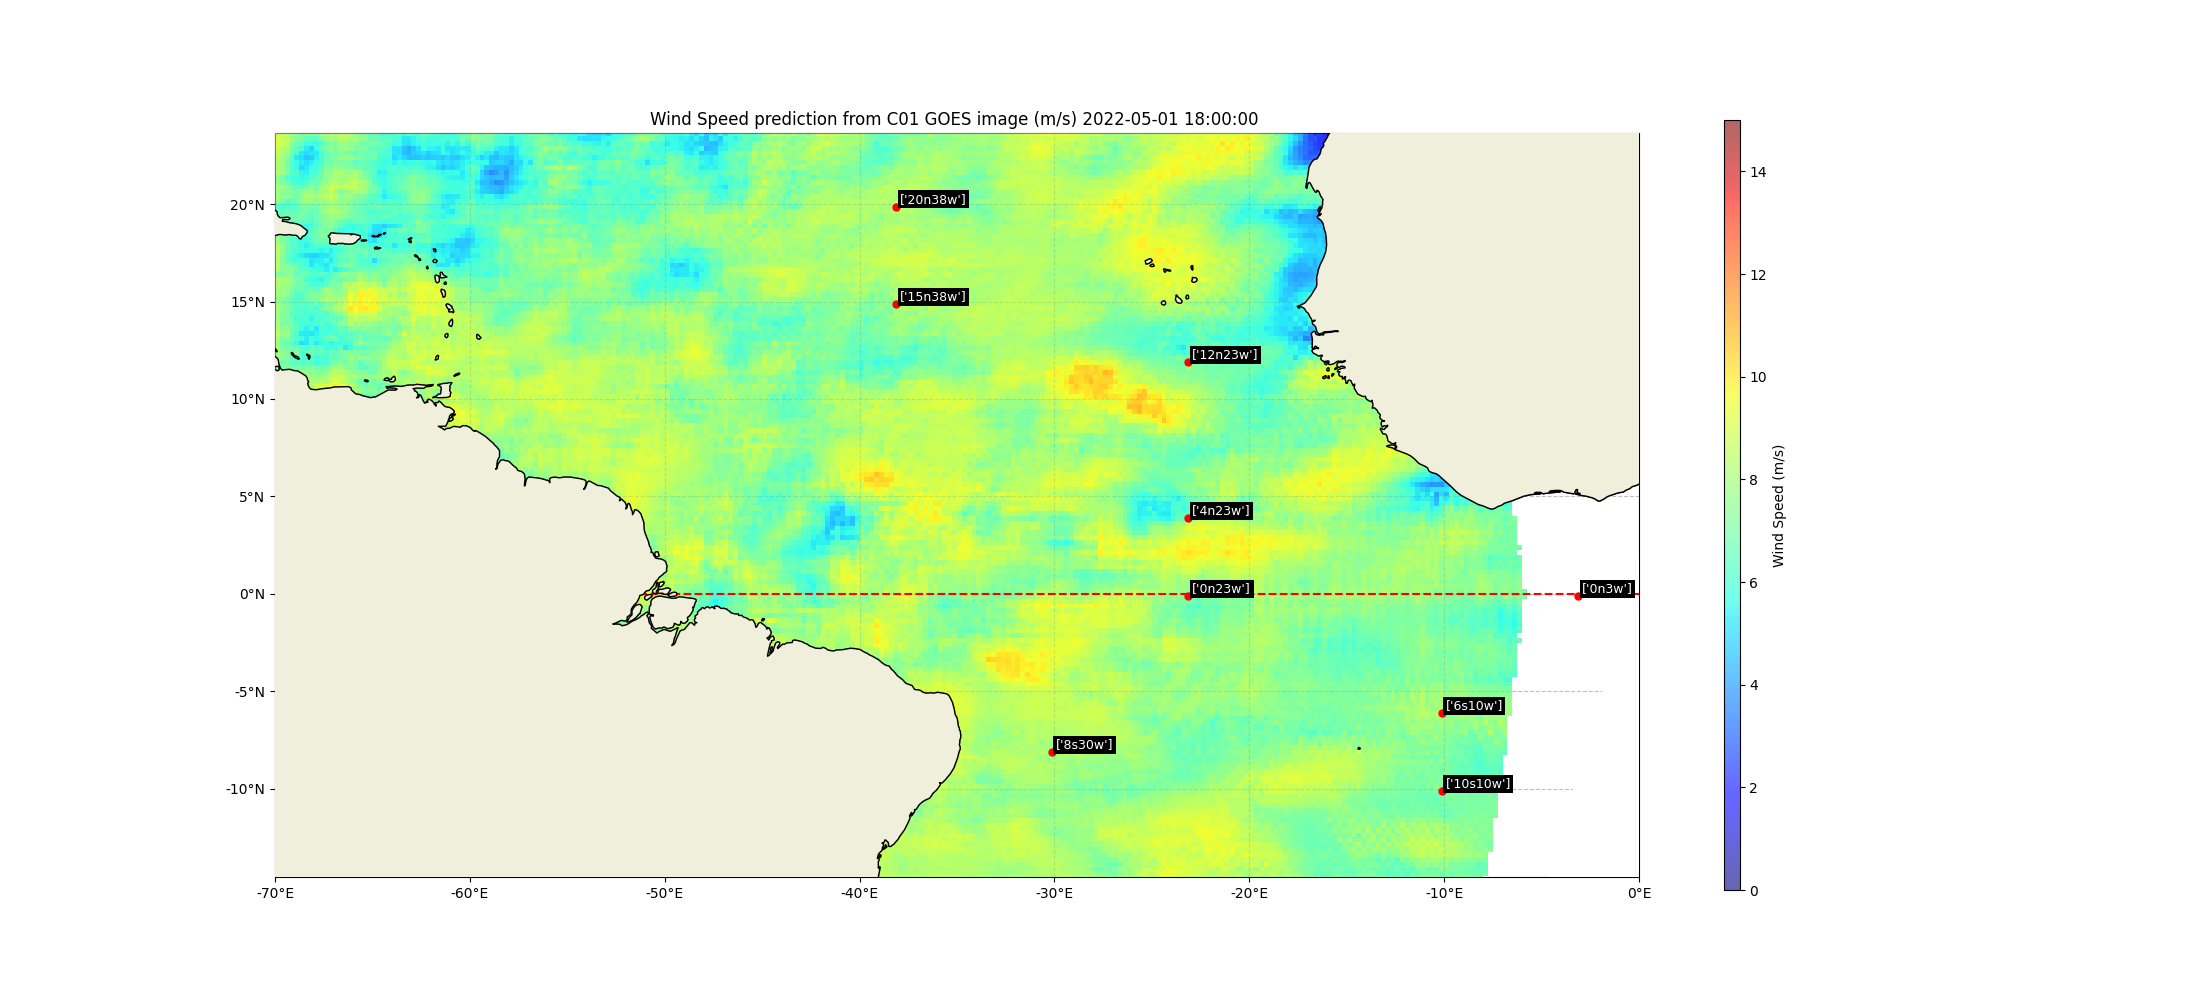 Wind Speed prediction from C01 GOES image (m/s) 2022-05-01 18:00:00
20°N
15°N
10°N
5°N
0°N
-5°N
-10°N
['20n38w']
['15n38w']
['12n23w']
['4n23w']
['0n23w']
['0n3w']
['6s10w']
['8s30w']
['10s10w']
-70°E
-60°E
-50°E
-40°E
-30°E
-20°E
-10°E
0°E
14
12
10
8
6
4
2
0
Wind Speed (m/s)